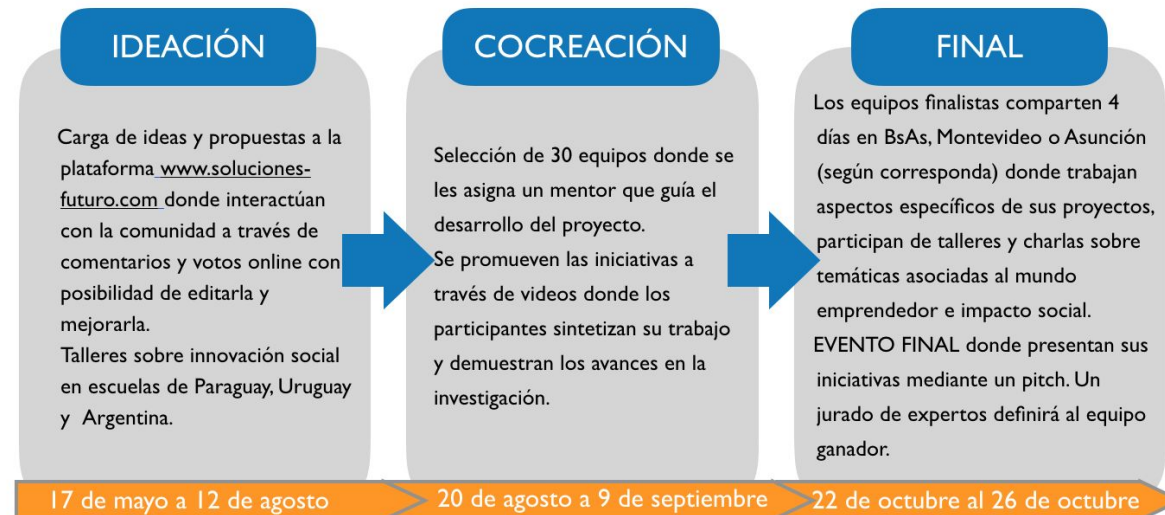 IDEACIÓN
Carga de ideas y propuestas a la
plataforma www.soluciones-
futuro.com donde interactúan
con la comunidad a través de
comentarios y votos online con
posibilidad de editarla y
mejorarla.
Talleres sobre innovación social
en escuelas de Paraguay, Uruguay
y Argentina.
17 de mayo a 12 de agosto
COCREACIÓN
Selección de 30 equipos donde se
les asigna un mentor que guía el
desarrollo del proyecto.
Se promueven las iniciativas a
través de videos donde los
participantes sintetizan su trabajo
y demuestran los avances en la
investigación.
20 de agosto a 9 de septiembre
FINAL
Los equipos finalistas comparten 4
días en BsAs, Montevideo o Asunción
(según corresponda) donde trabajan
aspectos específicos de sus proyectos,
participan de talleres y charlas sobre
temáticas asociadas al mundo
emprendedor e impacto social.
EVENTO FINAL donde presentan sus
iniciativas mediante un pitch. Un
jurado de expertos definirá al equipo
ganador.
22 de octubre al 26 de octubre